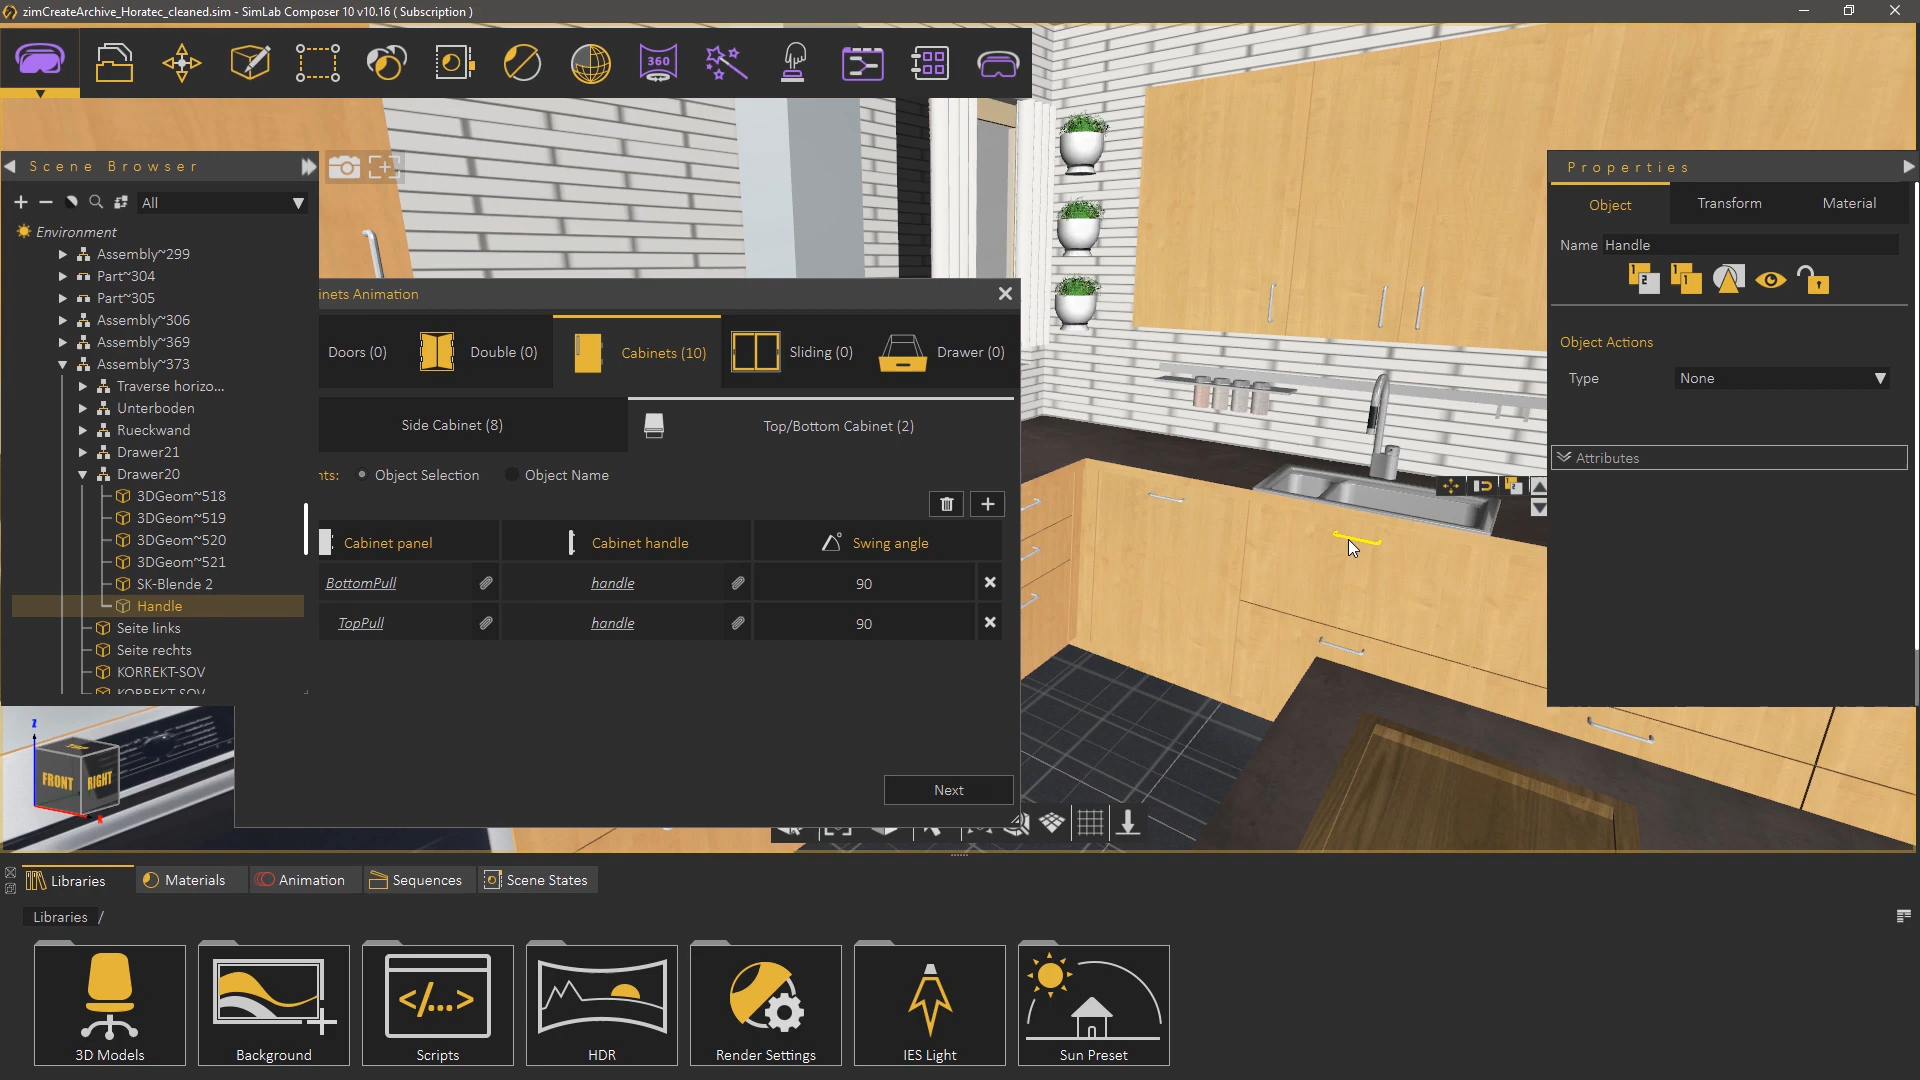 zimCreateArchive_Horatec_cleaned.sim - SimLab Composer 10 v10.16 ( Subscription )
360
Scene Browser
All
Environment
Assembly~299
Part~304
Part~305
Assembly~306
Assembly~369
Assembly~373
Traverse horizo...
Unterboden
Rueckwand
Drawer21
Drawer20
3DGeom~518
3DGeom~519
3DGeom~520
3DGeom~521
SK-Blende 2
Handle
Seite links
Seite rechts
KORREKT-SOV
KORREKT-SOV
inets Animation
Doors (0)
Double (0)
Cabinets (10)
Sliding (0)
Drawer (0)
Side Cabinet (8)
Top/Bottom Cabinet (2)
nts:
Object Selection
Object Name
Cabinet panel
Cabinet handle
Swing angle
BottomPull
handle
90
TopPull
handle
90
Next
Properties
Object
Transform
Material
Name Handle
Object Actions
Type
None
Attributes
Z
TOP
FRONT
RIGHT
X
Libraries
Materials
Animation
Sequences
Scene States
Libraries /
3D Models
Background
</...>
Scripts
HDR
Render Settings
IES Light
Sun Preset